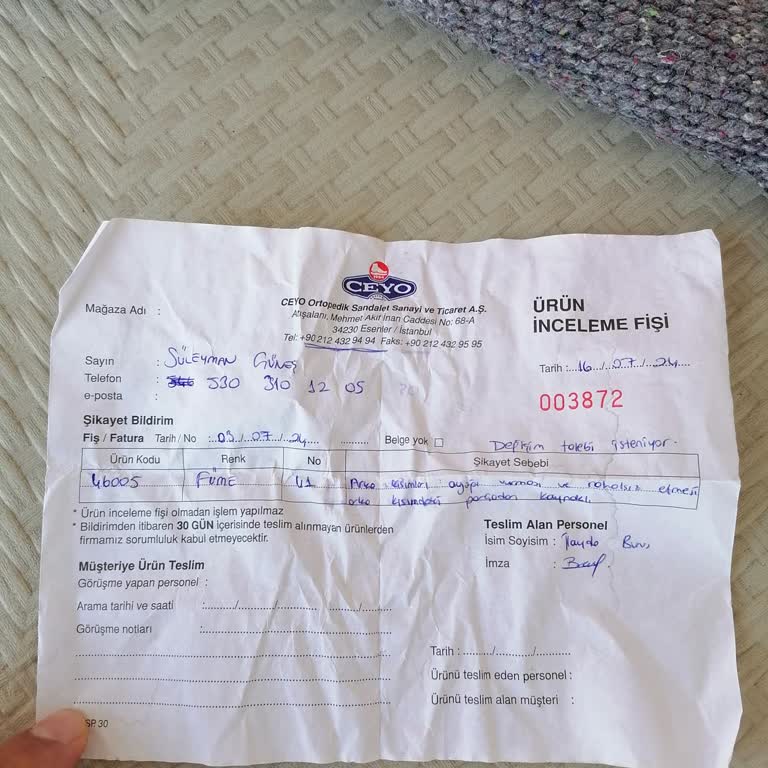 CEYO
CEYO Ortopedik Sandalet Sanayi ve Ticaret A.Ş.
Atışalanı, Mehmet Akif İnan Caddesi No: 68-A
34230 Esenler / İstanbul
Tel: +90 212 432 94 94 Faks: +90 212 432 95 95
ÜRÜN
İNCELEME FİŞİ
Mağaza Adı :
Tarih :...16.../...07.../...24......
003872
Sayın : SÜLEYMAN GÜNEŞ
Telefon : 530 310 12 05
e-posta :
Şikayet Bildirim
Fiş / Fatura Tarih / No :...03.../...07.../...24.... .......... Belge yok □ Değişim talebi isteniyor.
Ürün Kodu Renk No Şikayet Sebebi
46005 FÜME 41 Arka kısımları ayağı vurması ve rahatsız etmesi
arka kısımdaki parçadan kaynaklı.
* Ürün inceleme fişi olmadan işlem yapılmaz
* Bildirimden itibaren 30 GÜN içerisinde teslim alınmayan ürünlerden
firmamız sorumluluk kabul etmeyecektir.
Teslim Alan Personel
İsim Soyisim :
İmza :
Müşteriye Ürün Teslim
Görüşme yapan personel :
Arama tarihi ve saati :......./......./............ ......./.......
Görüşme notları :
Tarih :......../......../..........
Ürünü teslim eden personel :
Ürünü teslim alan müşteri :
SP 30